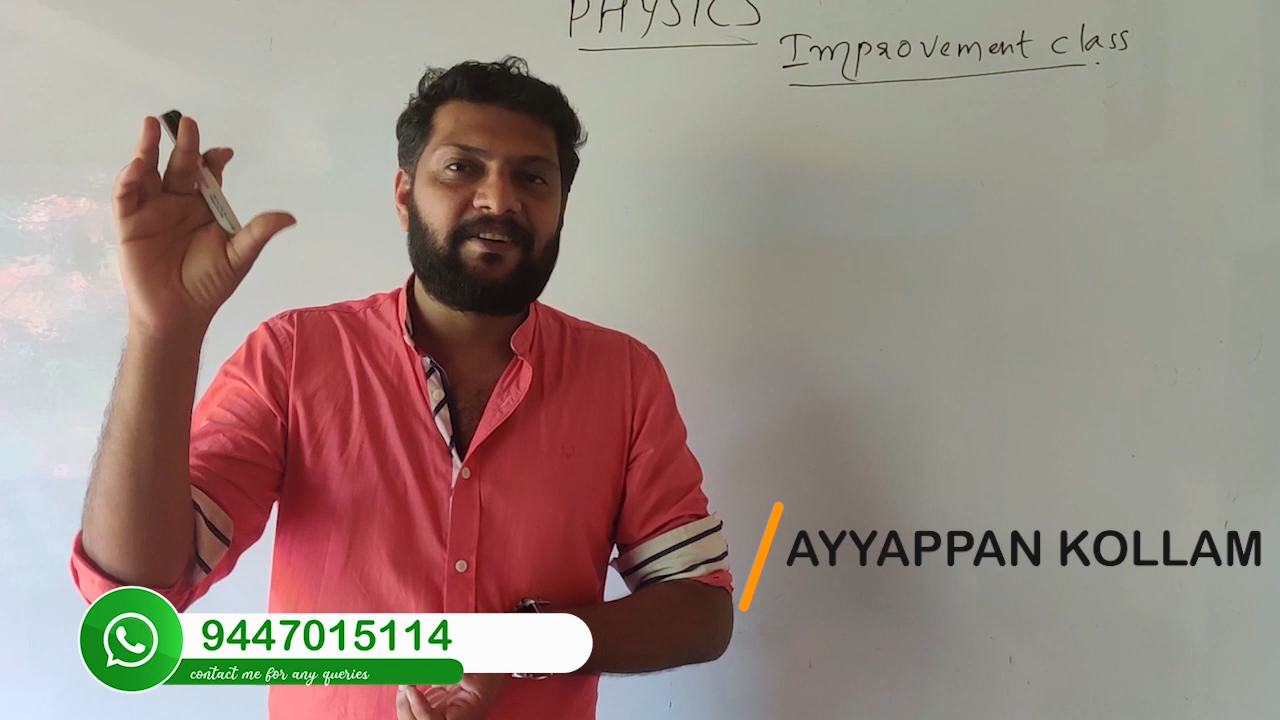 PHYSICS
Improvement class
AYYAPPAN KOLLAM
9447015114
contact me for any queries